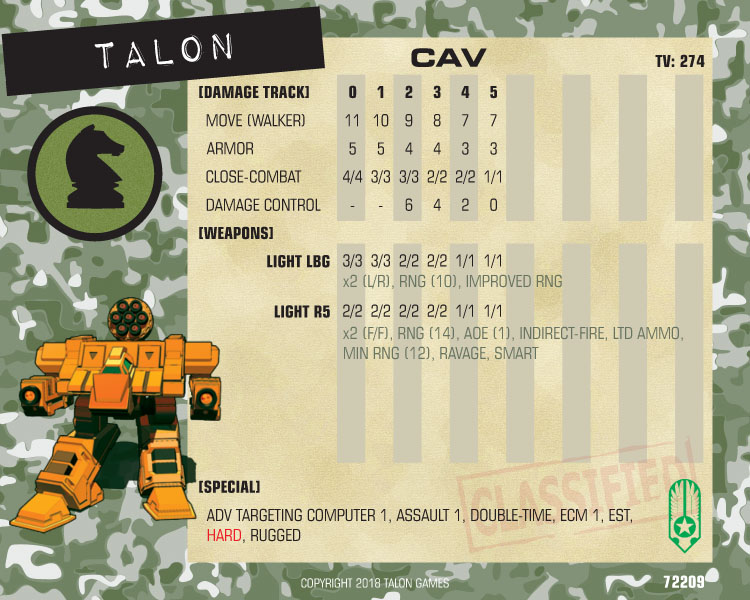 TALON
CAV
TV: 274
[DAMAGE TRACK] 0 1 2 3 4 5
MOVE (WALKER) 11 10 9 8 7 7
ARMOR 5 5 4 4 3 3
CLOSE-COMBAT 4/4 3/3 3/3 2/2 2/2 1/1
DAMAGE CONTROL - - 6 4 2 0
[WEAPONS]
LIGHT LBG 3/3 3/3 2/2 2/2 1/1 1/1
x2 (L/R), RNG (10), IMPROVED RNG
LIGHT R5 2/2 2/2 2/2 2/2 1/1 1/1
x2 (F/F), RNG (14), AOE (1), INDIRECT-FIRE, LTD AMMO,
MIN RNG (12), RAVAGE, SMART
CLASSIFIED
[SPECIAL]
ADV TARGETING COMPUTER 1, ASSAULT 1, DOUBLE-TIME, ECM 1, EST,
HARD, RUGGED
COPYRIGHT 2018 TALON GAMES
72209